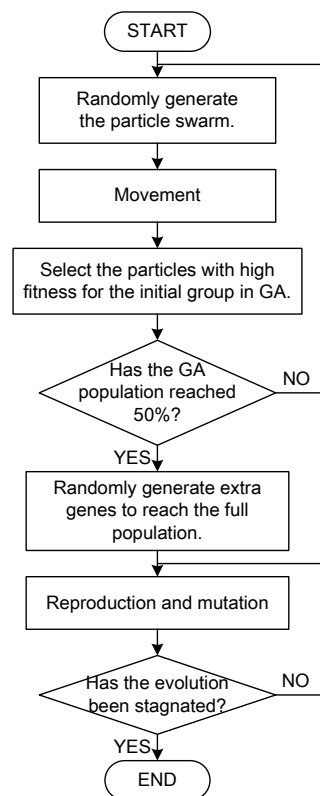 START
Randomly generate
the particle swarm.
Movement
Select the particles with high
fitness for the initial group in GA.
Has the GA
population reached
50%?
NO
YES
Randomly generate extra
genes to reach the full
population.
Reproduction and mutation
Has the evolution
been stagnated?
NO
YES
END